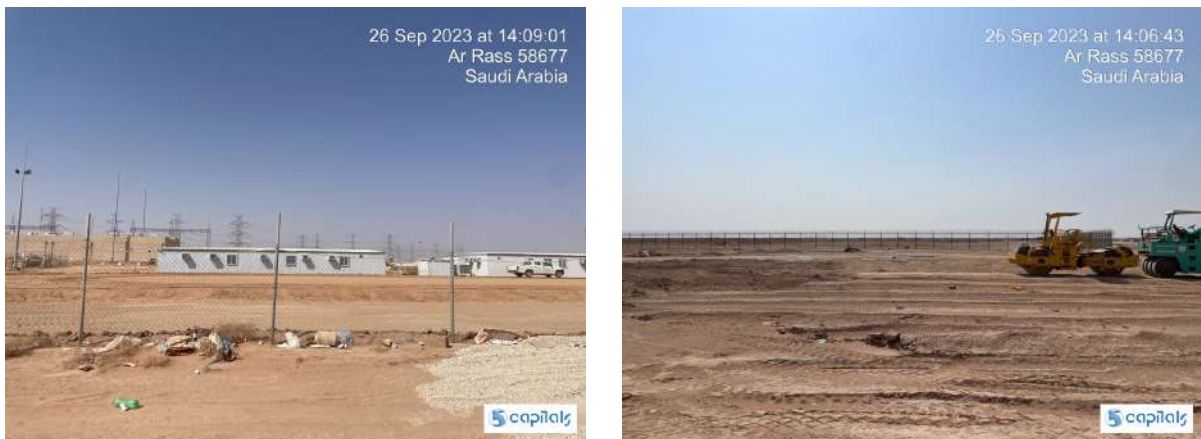 26 Sep 2023 at 14:09:01
Ar Rass 58677
Saudi Arabia
5 capitals
26 Sep 2023 at 14:06:43
Ar Rass 58677
Saudi Arabia
5 capitals